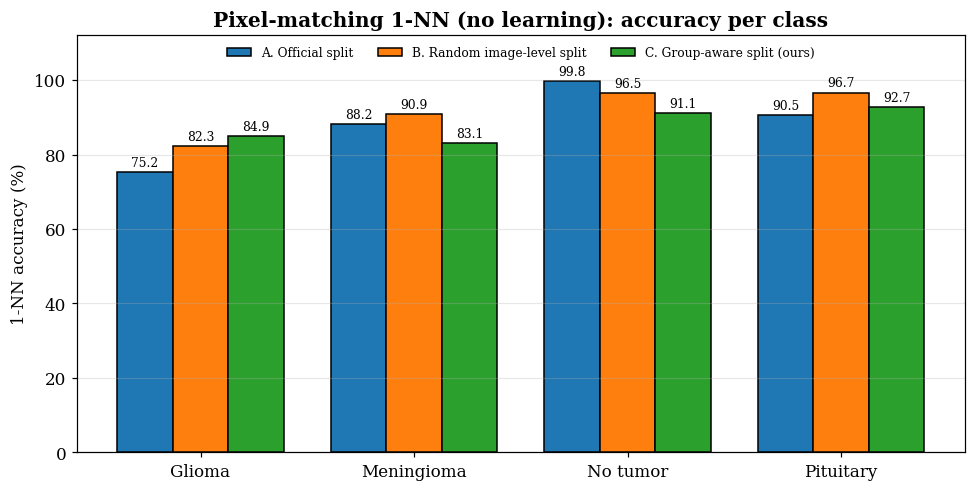 Pixel-matching 1-NN (no learning): accuracy per class
A. Official split
B. Random image-level split
C. Group-aware split (ours)
1-NN accuracy (%)
100
80
60
40
20
0
75.2
82.3
84.9
88.2
90.9
83.1
99.8
96.5
91.1
90.5
96.7
92.7
Glioma
Meningioma
No tumor
Pituitary